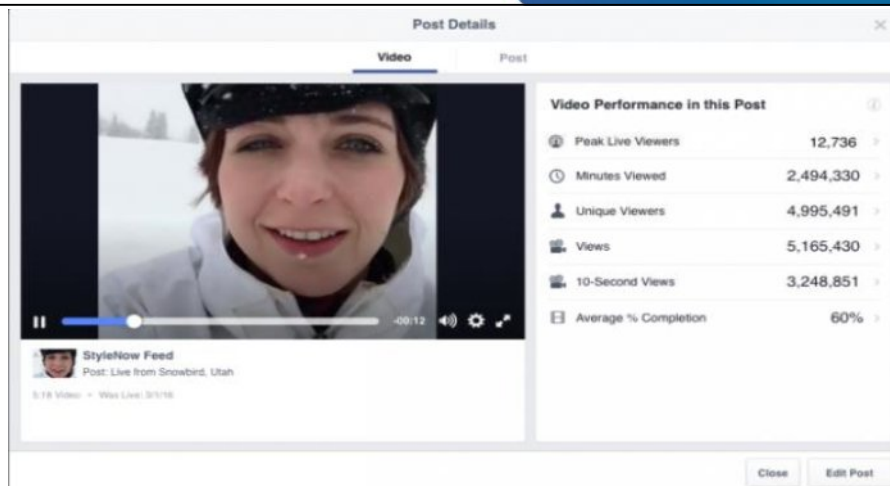 Post Details
Video Post
Video Performance in this Post
Peak Live Viewers 12,736
Minutes Viewed 2,494,330
Unique Viewers 4,995,491
Views 5,165,430
10-Second Views 3,248,851
Average % Completion 60%
-00:12
StyleNow Feed
Post: Live from Snowbird, Utah
5:18 Video • Was Live: 3/1/16
Close Edit Post